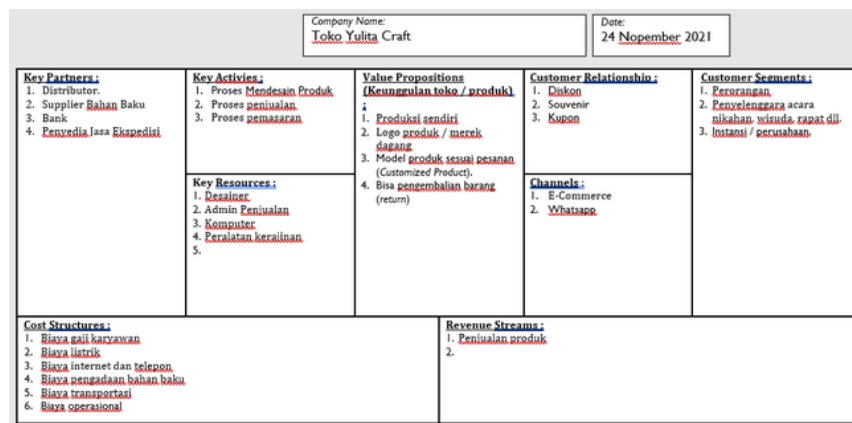 Company Name:
Toko Yulita Craft
Date:
24 Nopember 2021
Key Partners :
1. Distributor.
2. Supplier Bahan Baku
3. Bank
4. Penyedia Jasa Ekspedisi
Key Activies :
1. Proses Mendesain Produk
2. Proses penjualan
3. Proses pemasaran
Key Resources :
1. Desainer
2. Admin Penjualan
3. Komputer
4. Peralatan kerajinan
5.
Value Propositions
(Keunggulan toko / produk)
:
1. Produksi sendiri
2. Logo produk / merek
dagang
3. Model produk sesuai pesanan
(Customized Product).
4. Bisa pengembalian barang
(return)
Customer Relationship :
1. Diskon
2. Souvenir
3. Kupon
Channels :
1. E-Commerce
2. Whatsapp
Customer Segments :
1. Perorangan
2. Penyelenggara acara
nikahan, wisuda, rapat dll.
3. Instansi / perusahaan.
Cost Structures :
1. Biaya gaji karyawan
2. Biaya listrik
3. Biaya internet dan telepon
4. Biaya pengadaan bahan baku
5. Biaya transportasi
6. Biaya operasional
Revenue Streams :
1. Penjualan produk
2.